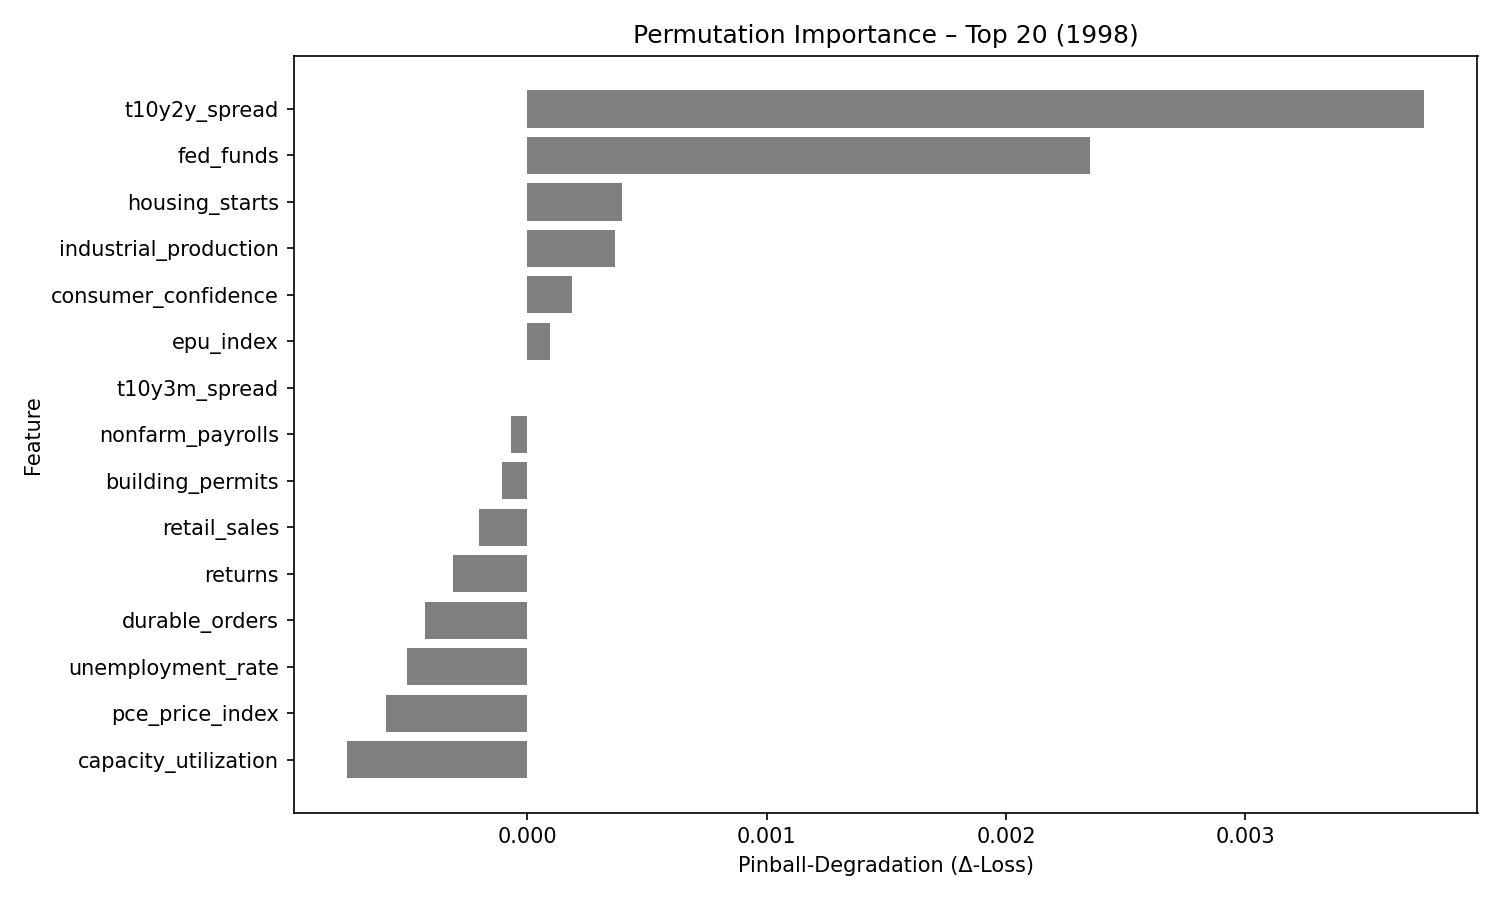 Permutation Importance – Top 20 (1998)
t10y2y_spread
fed_funds
housing_starts
industrial_production
consumer_confidence
epu_index
t10y3m_spread
nonfarm_payrolls
building_permits
retail_sales
returns
durable_orders
unemployment_rate
pce_price_index
capacity_utilization
Feature
0.000 0.001 0.002 0.003
Pinball-Degradation (Δ-Loss)